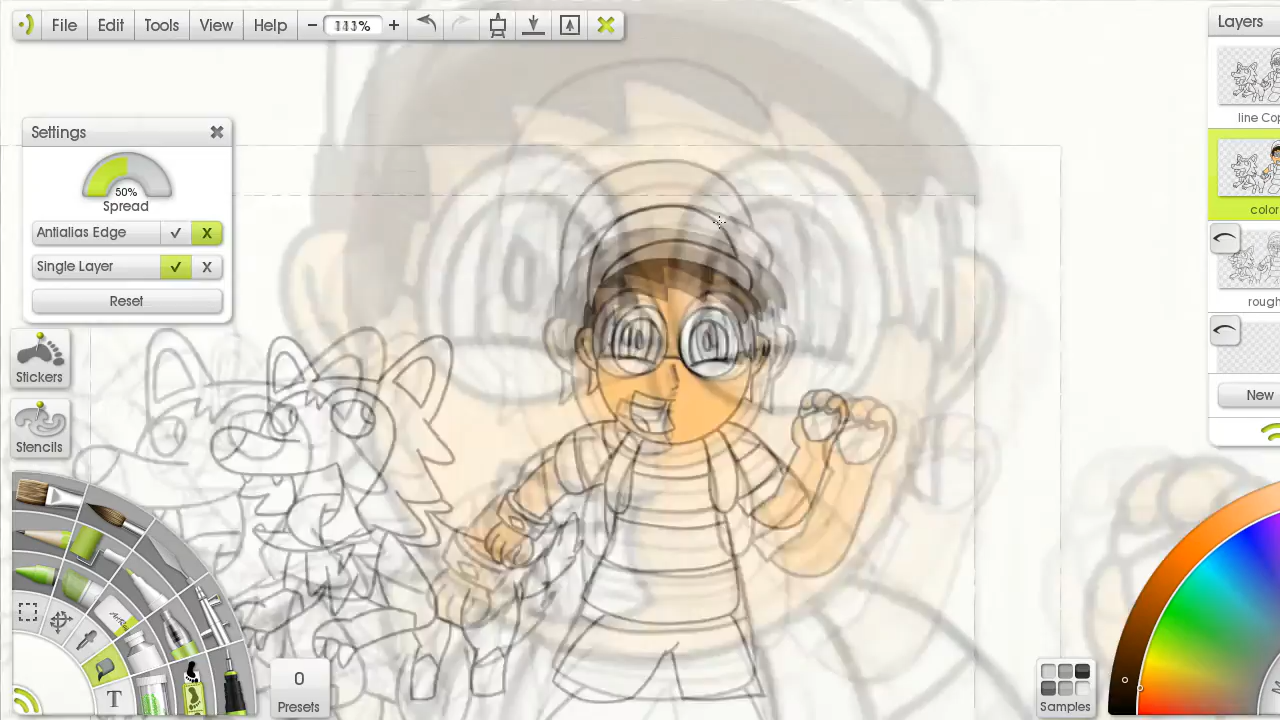 File Edit Tools View Help
Layers
Settings
50%
Spread
Antialias Edge
Single Layer
Reset
line Cop
color
rough
New
Stickers
Stencils
T
0
Presets
Samples